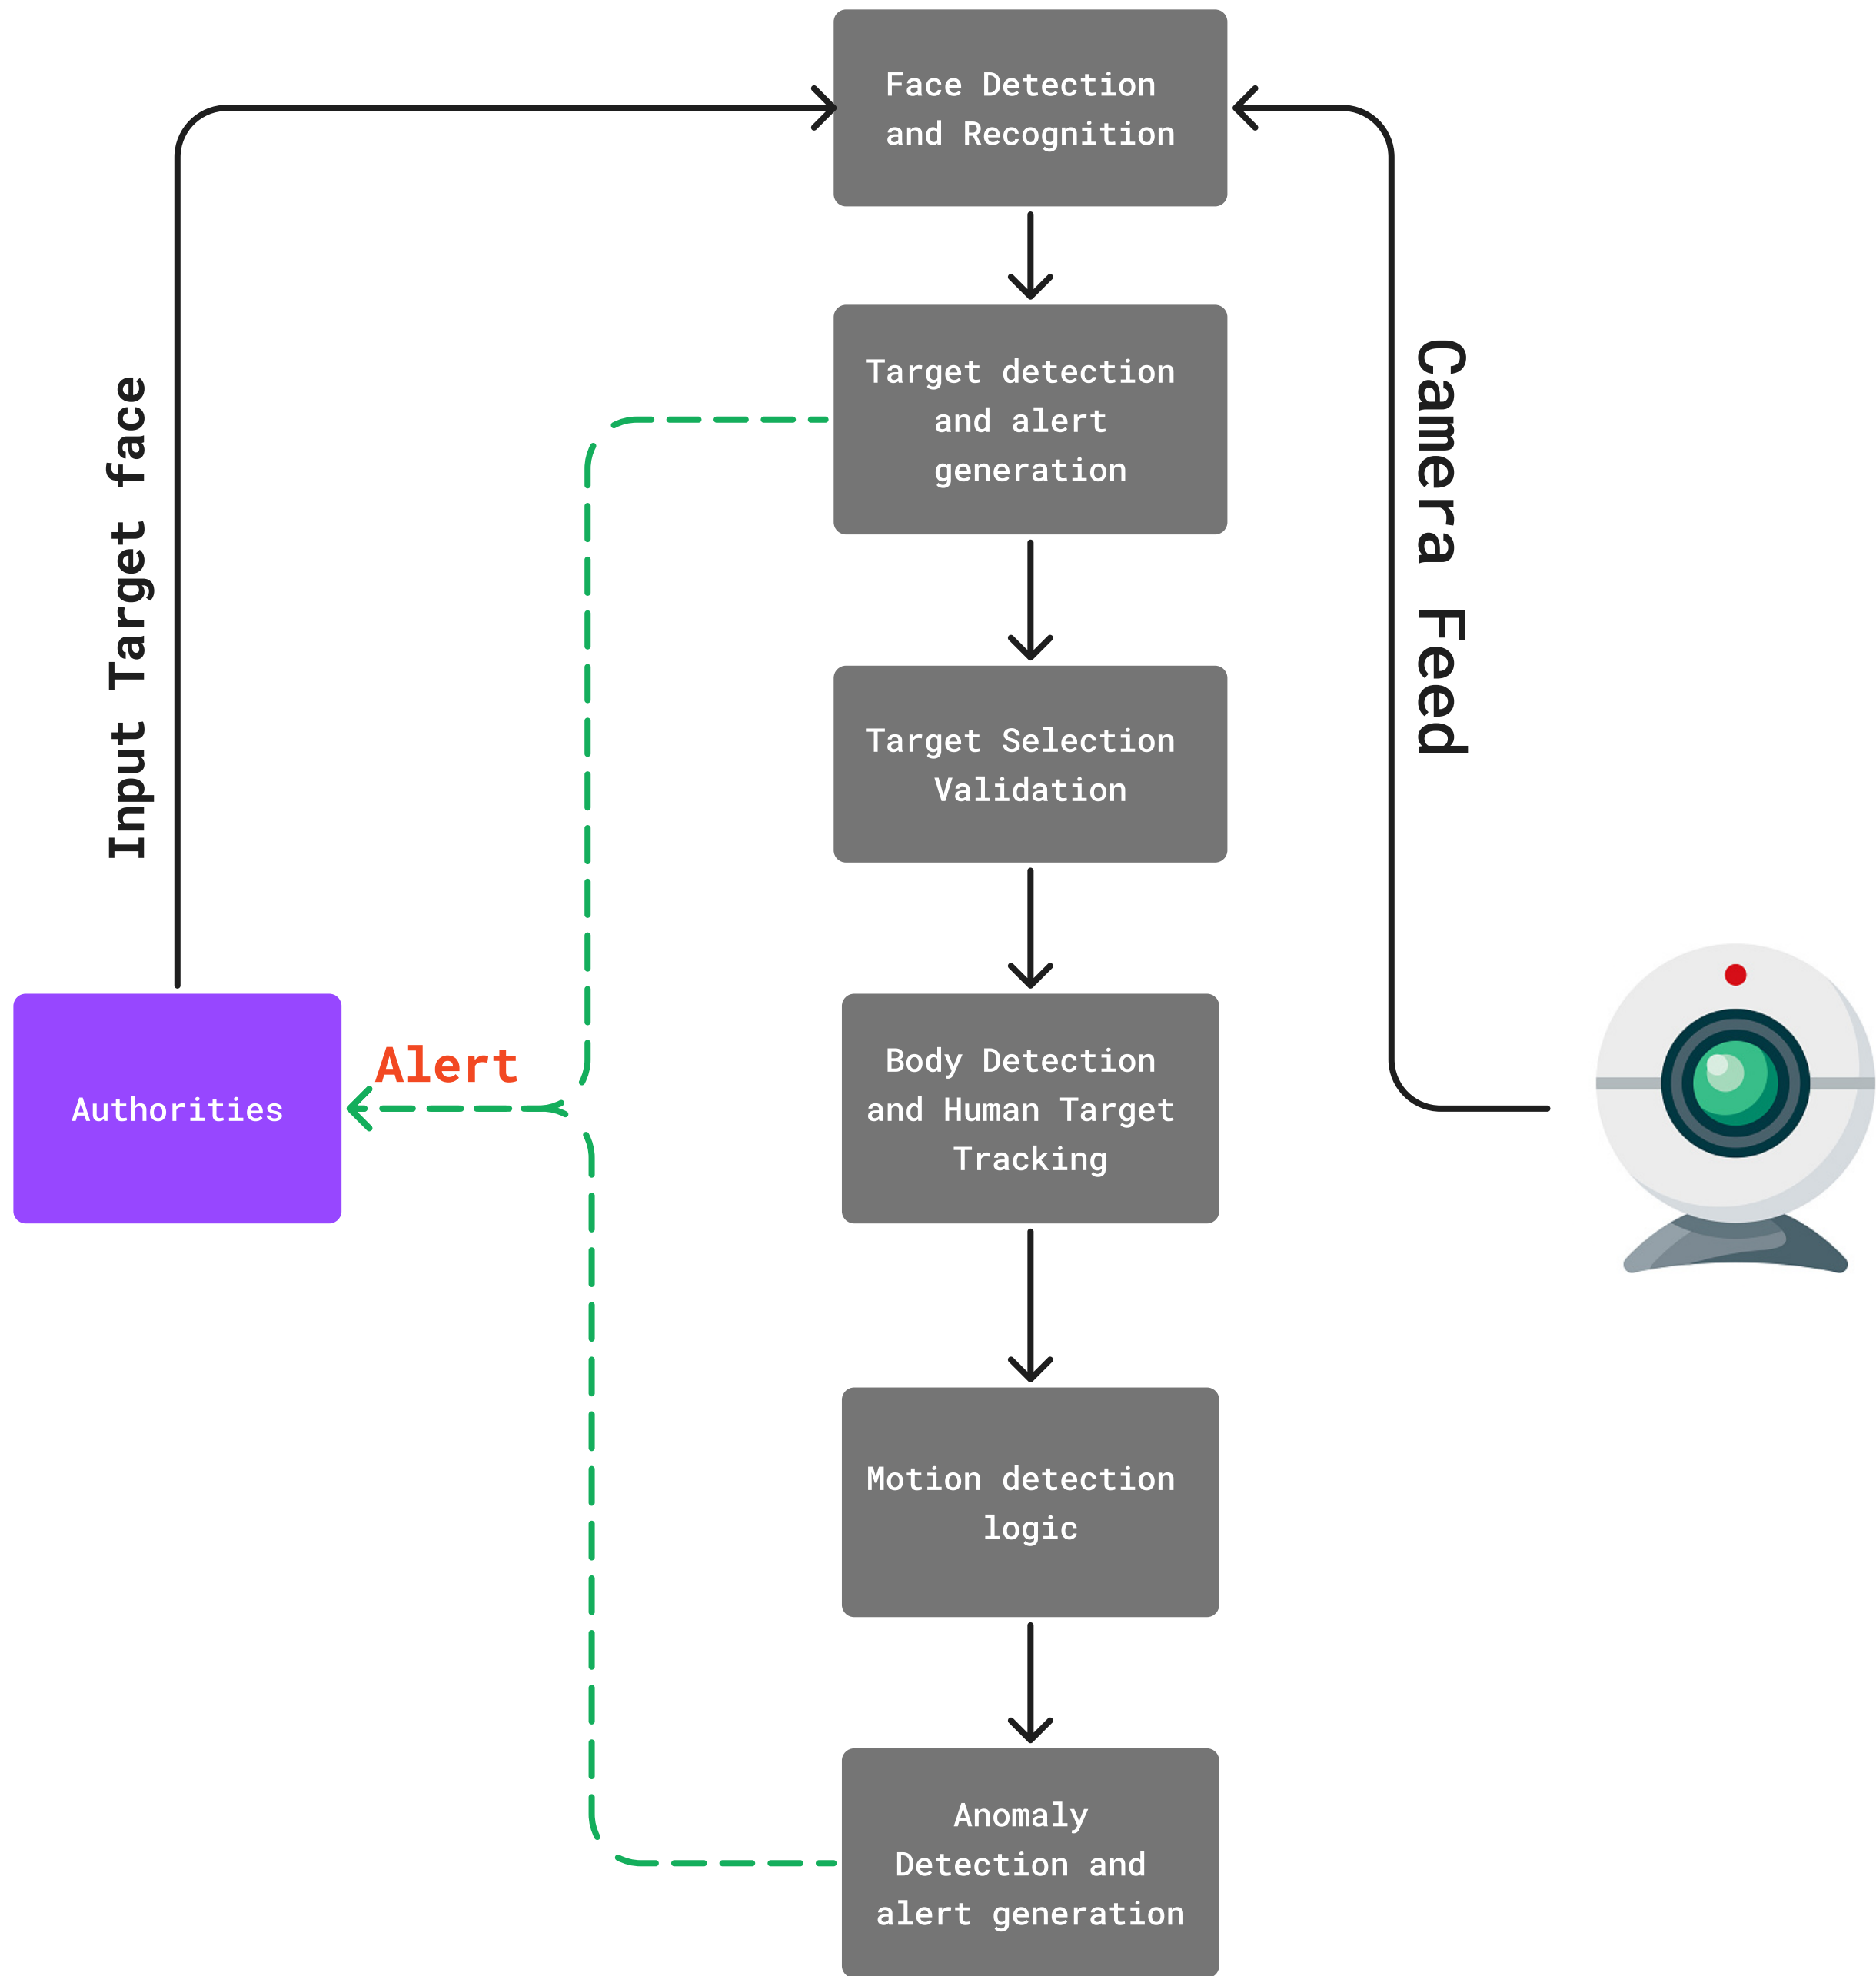 Face Detection
and Recognition
Target detection
and alert
generation
Input Target face
Camera Feed
Target Selection
Validation
Authorities
Alert
Body Detection
and Human Target
Tracking
Motion detection
logic
Anomaly
Detection and
alert generation